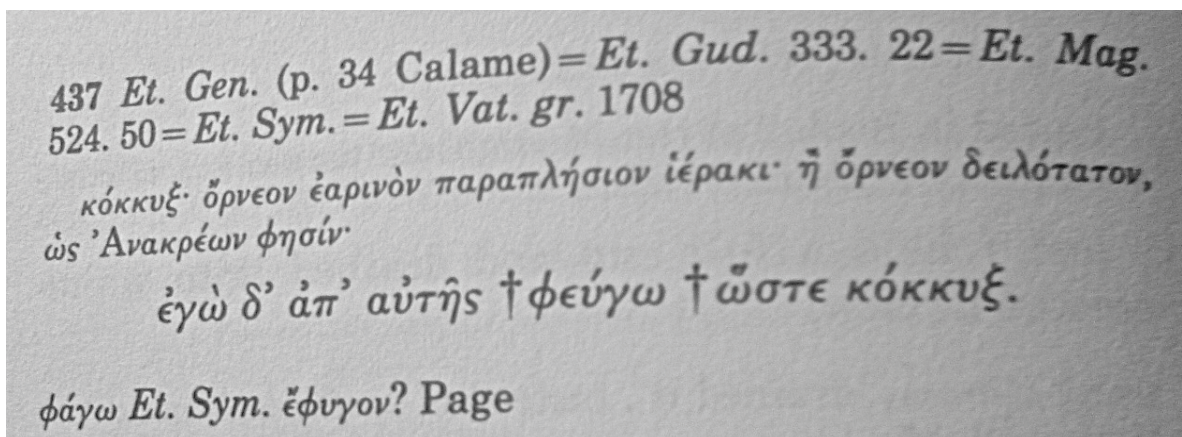 437 Et. Gen. (p. 34 Calame) = Et. Gud. 333. 22 = Et. Mag.
524. 50 = Et. Sym. = Et. Vat. gr. 1708
κόκκυξ· ὄρνεον ἐαρινὸν παραπλήσιον ἱέρακι· ἢ ὄρνεον δειλότατον,
ὡς Ἀνακρέων φησίν·
ἐγὼ δ’ ἀπ’ αὐτῆς †φεύγω †ὥστε κόκκυξ.
φάγω Et. Sym. ἔφυγον? Page